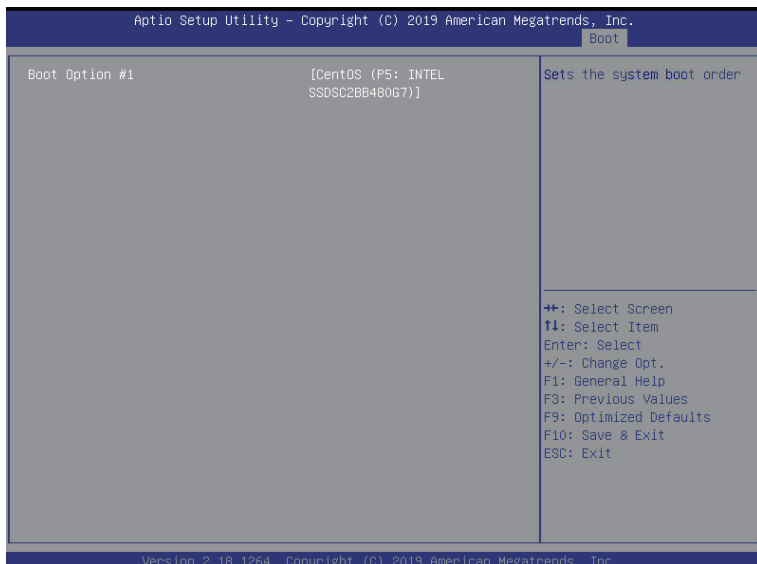 Aptio Setup Utility – Copyright (C) 2019 American Megatrends, Inc.
Boot
Boot Option #1 [CentOS (P5: INTEL
SSDSC2BB480G7)]
Sets the system boot order
→←: Select Screen
↑↓: Select Item
Enter: Select
+/-: Change Opt.
F1: General Help
F3: Previous Values
F9: Optimized Defaults
F10: Save & Exit
ESC: Exit
Version 2.18.1264. Copyright (C) 2019 American Megatrends, Inc.